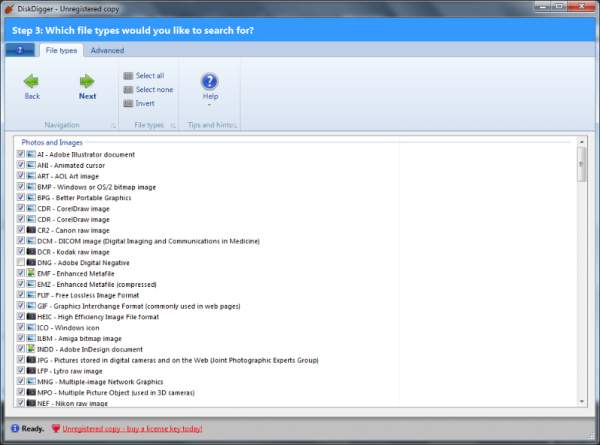 DiskDigger - Unregistered copy
Step 3: Which file types would you like to search for?
File types Advanced
Back Next Select all Select none Invert Help
Navigation File types Tips and hints
Photos and Images
AI - Adobe Illustrator document
ANI - Animated cursor
ART - AOL Art image
BMP - Windows or OS/2 bitmap image
BPG - Better Portable Graphics
CDR - CorelDraw image
CDR - CorelDraw image
CR2 - Canon raw image
DCM - DICOM image (Digital Imaging and Communications in Medicine)
DCR - Kodak raw image
DNG - Adobe Digital Negative
EMF - Enhanced Metafile
EMZ - Enhanced Metafile (compressed)
FLIF - Free Lossless Image Format
GIF - Graphics Interchange Format (commonly used in web pages)
HEIC - High Efficiency Image File format
ICO - Windows icon
ILBM - Amiga bitmap image
INDD - Adobe InDesign document
JPG - Pictures stored in digital cameras and on the Web (Joint Photographic Experts Group)
LFP - Lytro raw image
MNG - Multiple-image Network Graphics
MPO - Multiple Picture Object (used in 3D cameras)
NEF - Nikon raw image
Ready. Unregistered copy - buy a license key today!